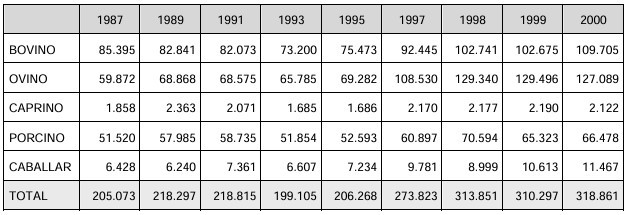 1987 1989 1991 1993 1995 1997 1998 1999 2000
BOVINO 85.395 82.841 82.073 73.200 75.473 92.445 102.741 102.675 109.705
OVINO 59.872 68.868 68.575 65.785 69.282 108.530 129.340 129.496 127.089
CAPRINO 1.858 2.363 2.071 1.685 1.686 2.170 2.177 2.190 2.122
PORCINO 51.520 57.985 58.735 51.854 52.593 60.897 70.594 65.323 66.478
CABALLAR 6.428 6.240 7.361 6.607 7.234 9.781 8.999 10.613 11.467
TOTAL 205.073 218.297 218.815 199.105 206.268 273.823 313.851 310.297 318.861